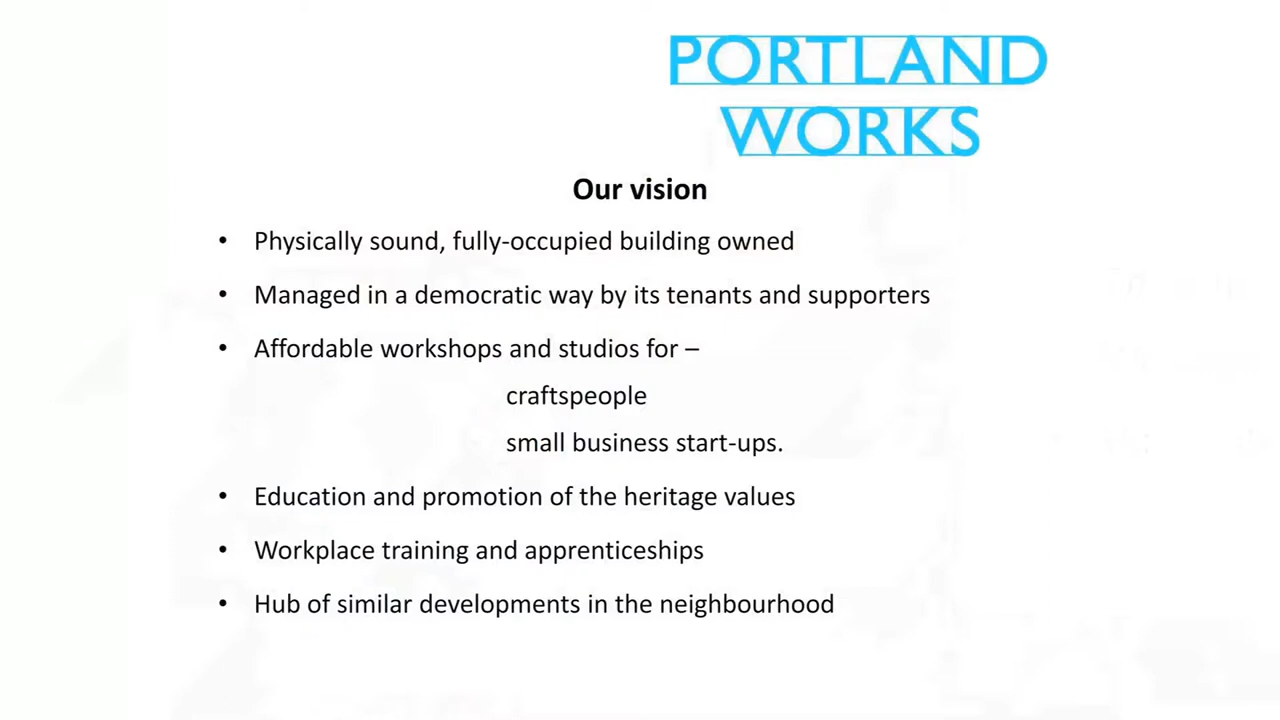 PORTLAND
WORKS
Our vision
• Physically sound, fully-occupied building owned
• Managed in a democratic way by its tenants and supporters
• Affordable workshops and studios for –
craftspeople
small business start-ups.
• Education and promotion of the heritage values
• Workplace training and apprenticeships
• Hub of similar developments in the neighbourhood